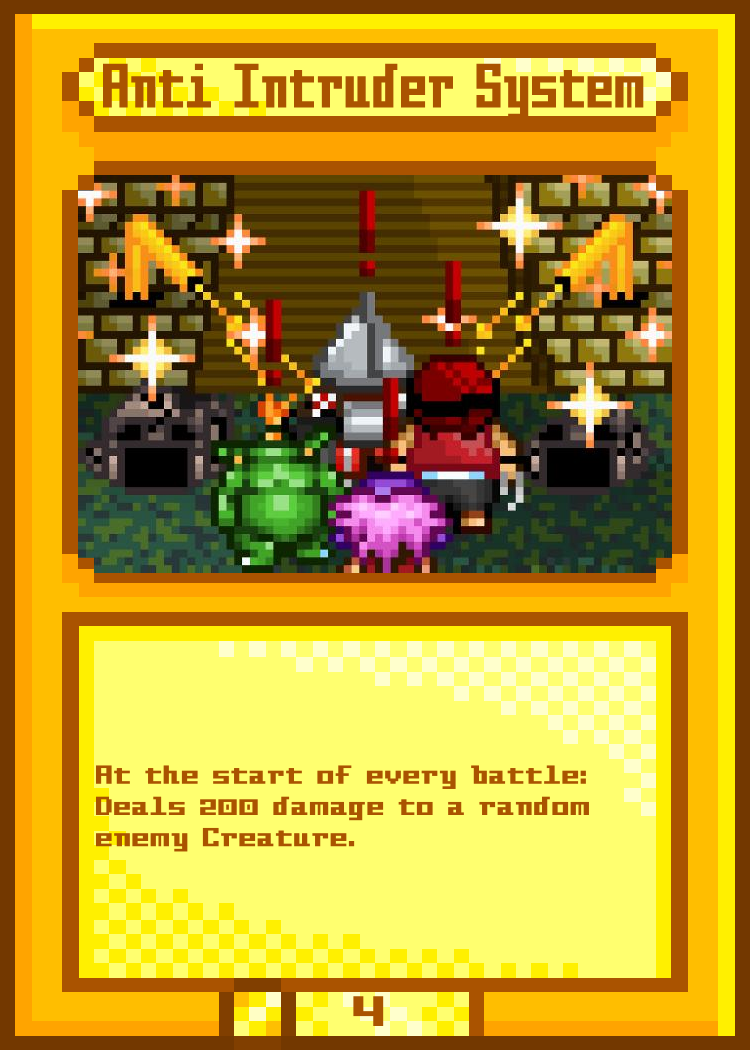 Anti Intruder System
At the start of every battle:
Deals 200 damage to a random
enemy Creature.
4